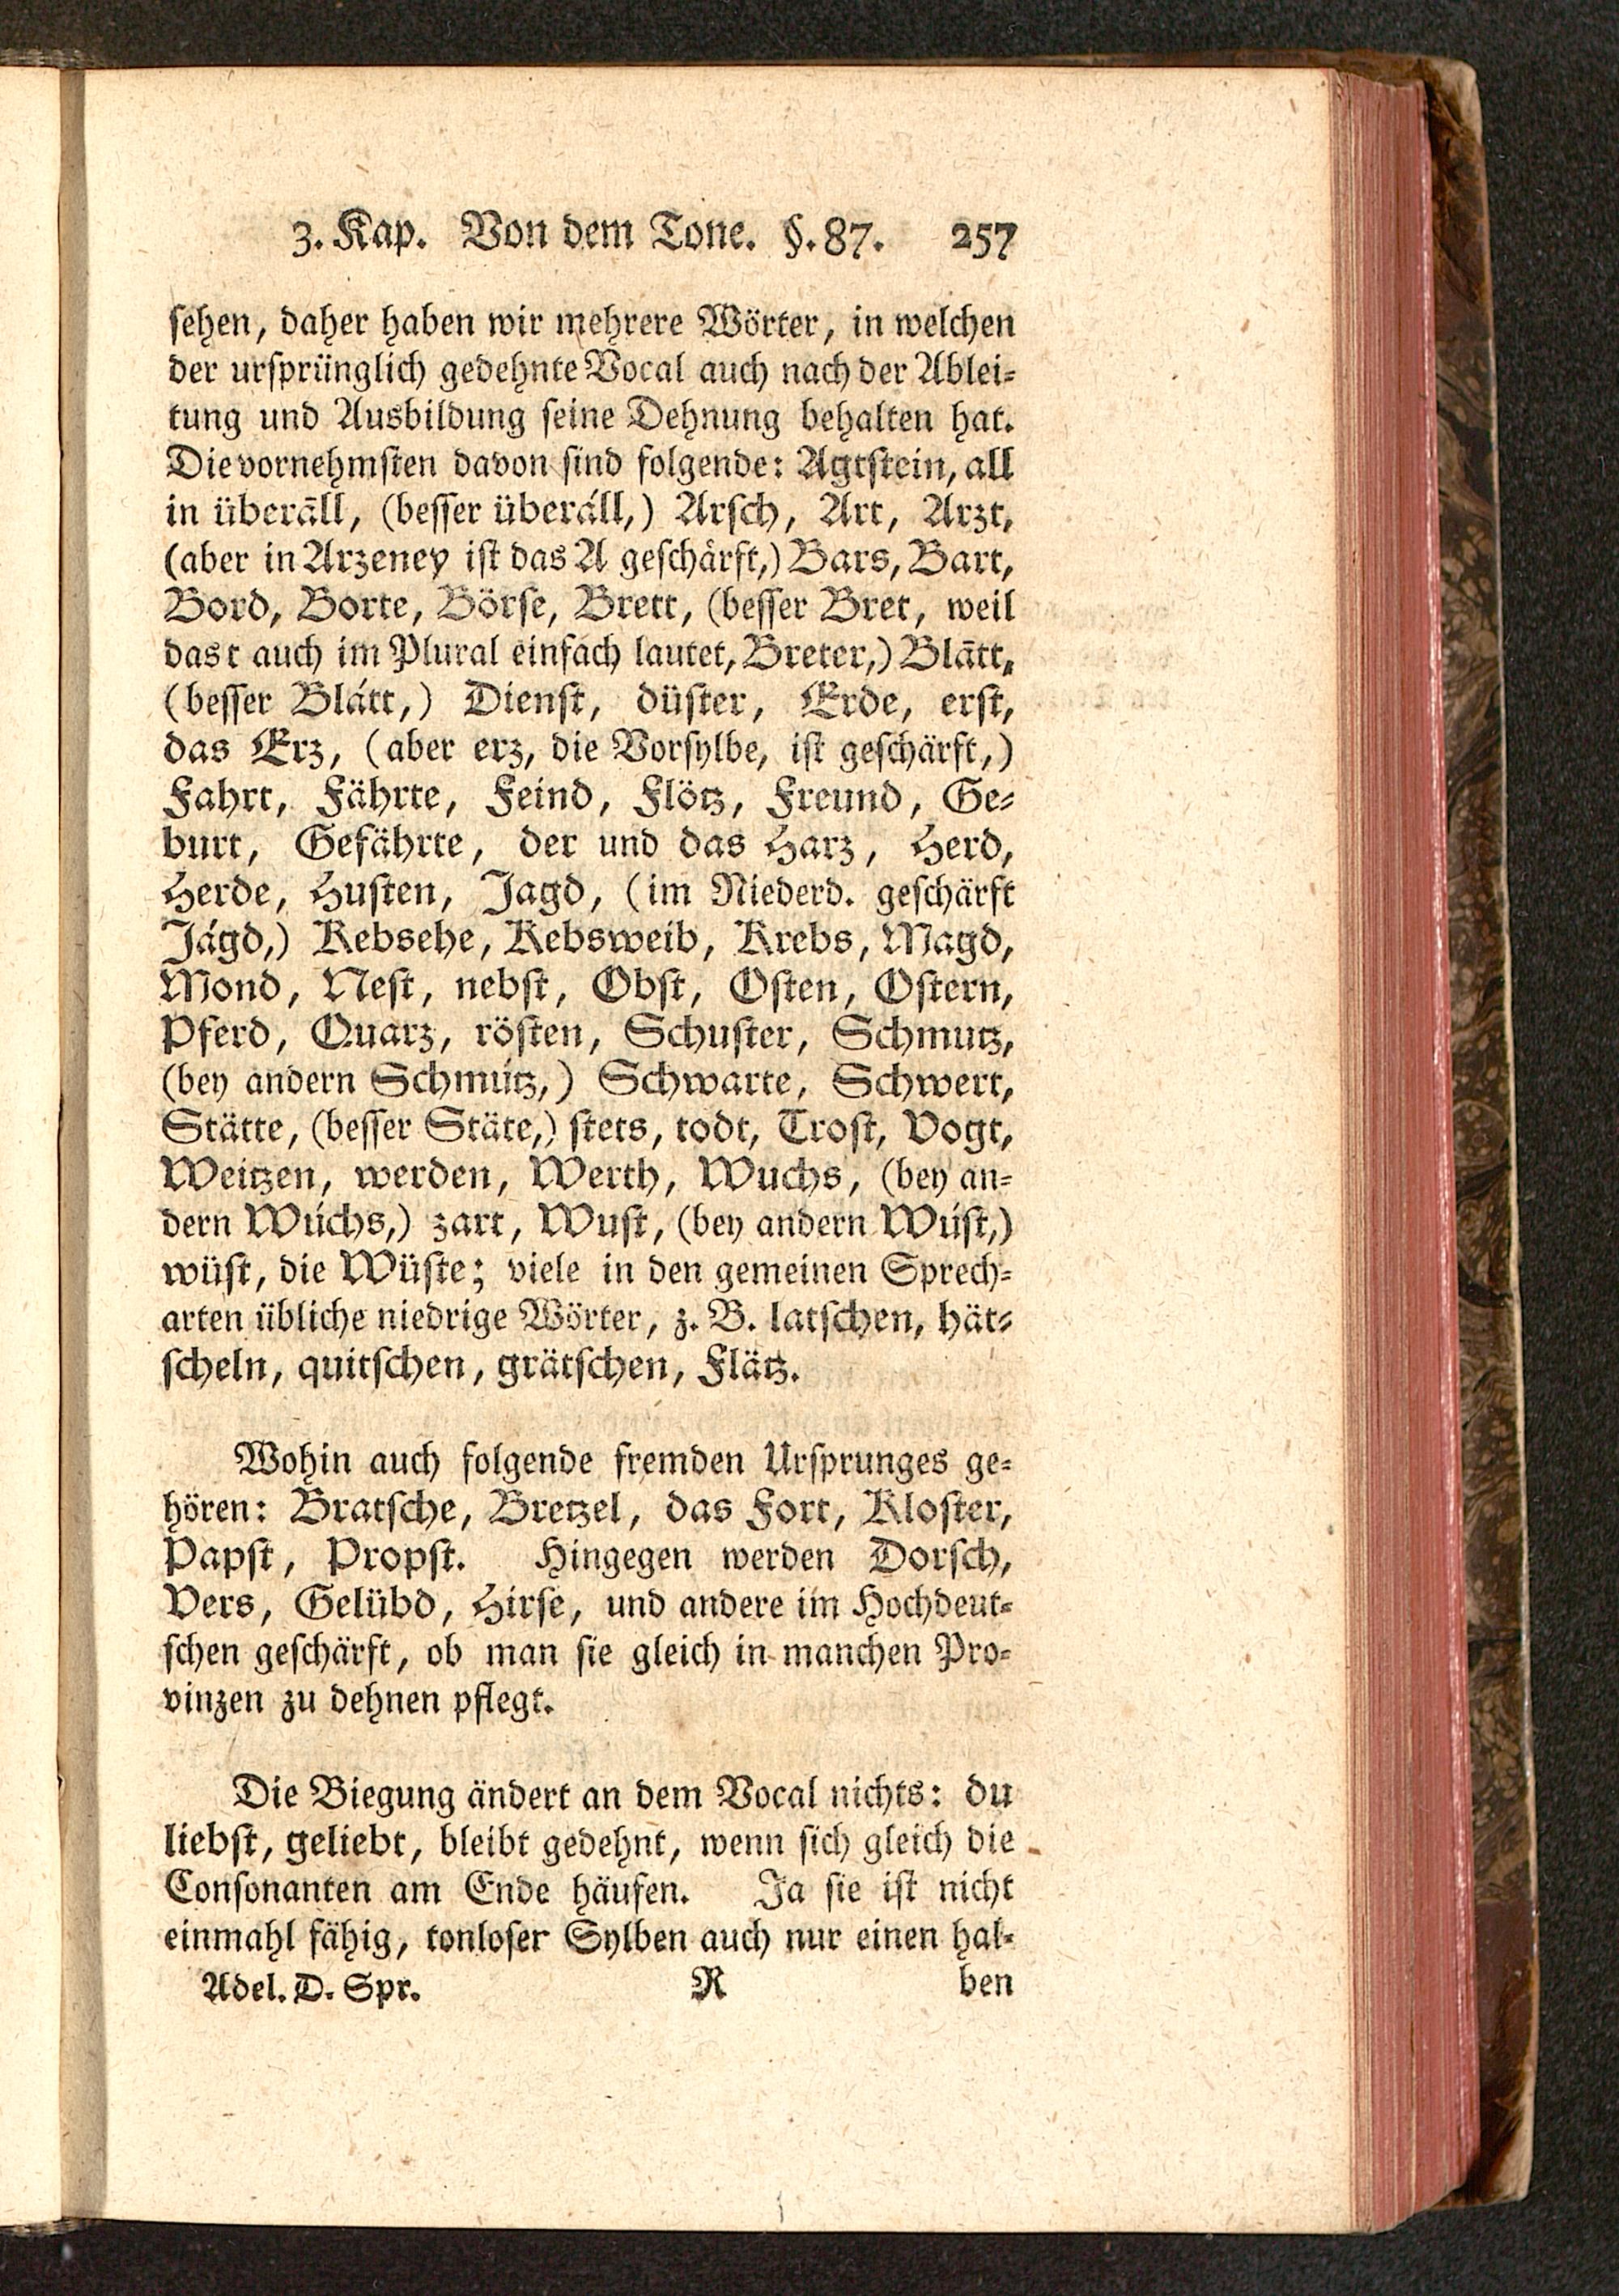 3. Kap. Von dem Tone. §. 87. 257
sehen, daher haben wir mehrere Wörter, in welchen
der ursprünglich gedehnte Vocal auch nach der Ablei-
tung und Ausbildung seine Dehnung behalten hat.
Die vornehmsten davon sind folgende: Agtstein, all
in überāll, (besser überáll,) Arsch, Art, Arzt,
(aber in Arzeney ist das A geschärft,) Bars, Bart,
Bord, Borte, Börse, Brett, (besser Bret, weil
das t auch im Plural einfach lautet, Breter,) Blātt,
(besser Blátt,) Dienst, düster, Erde, erst,
das Erz, (aber erz, die Vorsylbe, ist geschärft,)
Fahrt, Fährte, Feind, Flötz, Freund, Ge-
burt, Gefährte, der und das Harz, Herd,
Herde, Husten, Jagd, (im Niederd. geschärft
Jágd,) Kebsehe, Kebsweib, Krebs, Magd,
Mond, Nest, nebst, Obst, Osten, Ostern,
Pferd, Quarz, rösten, Schuster, Schmutz,
(bey andern Schmútz,) Schwarte, Schwert,
Stätte, (besser Stäte,) stets, todt, Trost, Vogt,
Weitzen, werden, Werth, Wuchs, (bey an-
dern Wúchs,) zart, Wust, (bey andern Wúst,)
wüst, die Wüste; viele in den gemeinen Sprech-
arten übliche niedrige Wörter, z. B. latschen, hät-
scheln, quitschen, grätschen, Flätz.
Wohin auch folgende fremden Ursprunges ge-
hören: Bratsche, Bretzel, das Fort, Kloster,
Papst, Propst. Hingegen werden Dorsch,
Vers, Gelübd, Hirse, und andere im Hochdeut-
schen geschärft, ob man sie gleich in manchen Pro-
vinzen zu dehnen pflegt.
Die Biegung ändert an dem Vocal nichts: du
liebst, geliebt, bleibt gedehnt, wenn sich gleich die
Consonanten am Ende häufen. Ja sie ist nicht
einmahl fähig, tonloser Sylben auch nur einen hal-
Adel. D. Spr. R ben